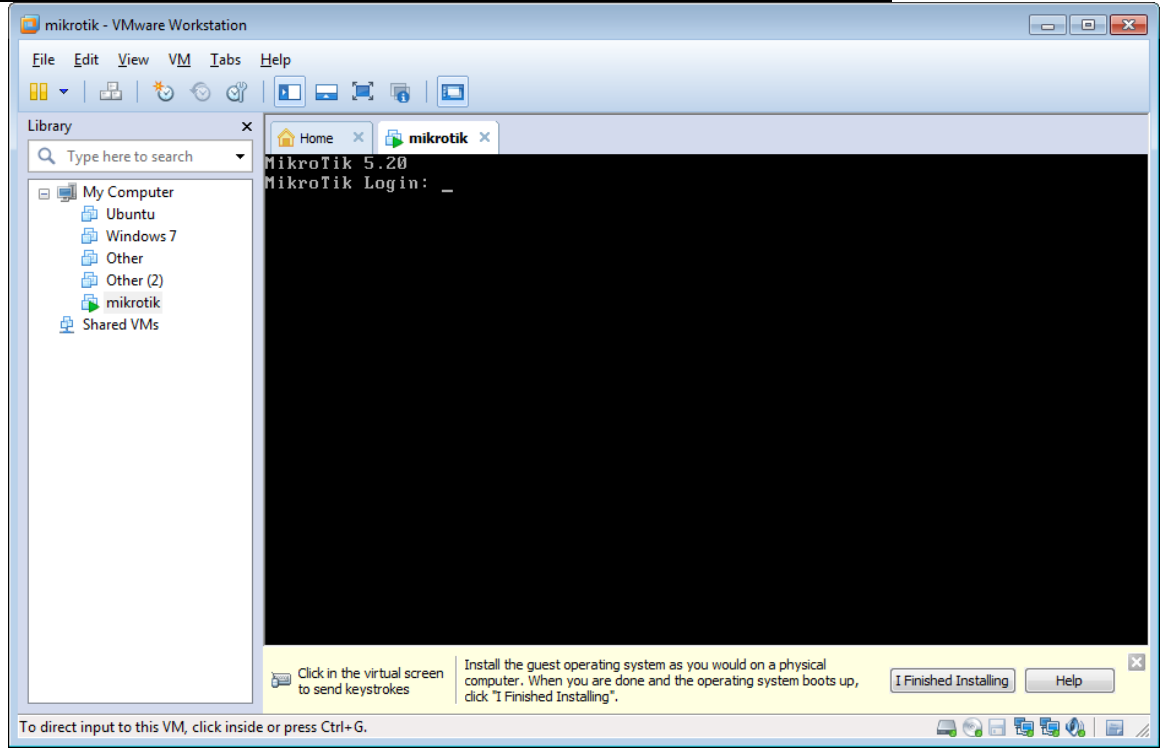 mikrotik - VMware Workstation
File Edit View VM Tabs Help
Library
Type here to search
My Computer
Ubuntu
Windows 7
Other
Other (2)
mikrotik
Shared VMs
Home
mikrotik
MikroTik 5.20
MikroTik Login: _
Click in the virtual screen
to send keystrokes
Install the guest operating system as you would on a physical
computer. When you are done and the operating system boots up,
click "I Finished Installing".
I Finished Installing
Help
To direct input to this VM, click inside or press Ctrl+G.